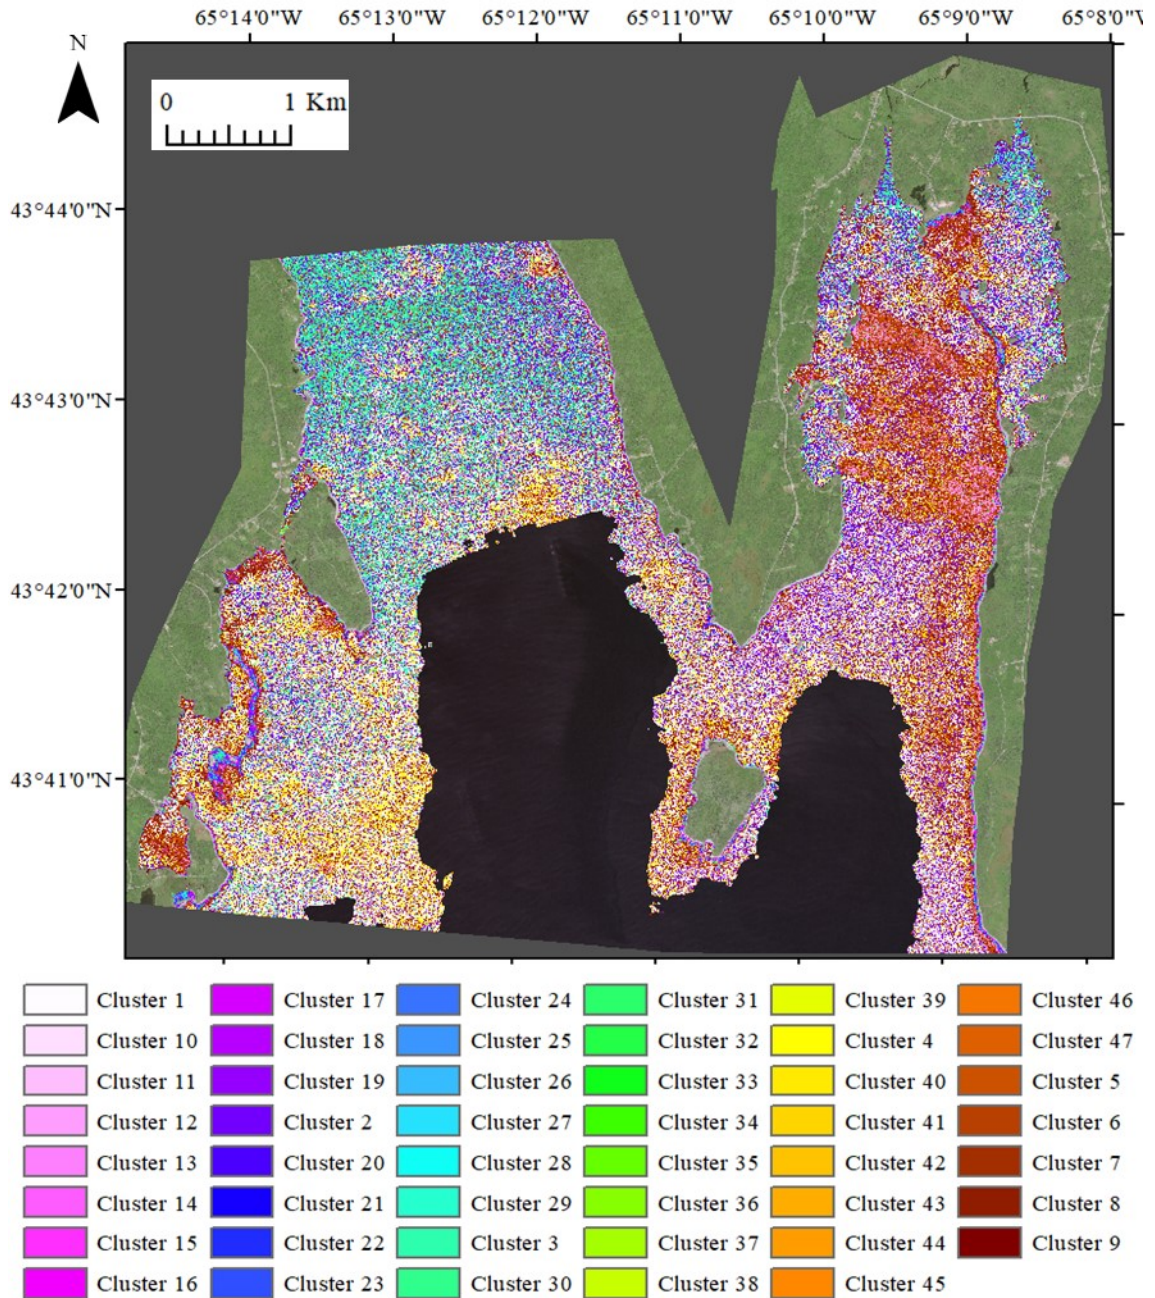 65°14'0"W 65°13'0"W 65°12'0"W 65°11'0"W 65°10'0"W 65°9'0"W 65°8'0"W
N
0 1 Km
43°44'0"N
43°43'0"N
43°42'0"N
43°41'0"N
Cluster 1 Cluster 17 Cluster 24 Cluster 31 Cluster 39 Cluster 46
Cluster 10 Cluster 18 Cluster 25 Cluster 32 Cluster 4 Cluster 47
Cluster 11 Cluster 19 Cluster 26 Cluster 33 Cluster 40 Cluster 5
Cluster 12 Cluster 2 Cluster 27 Cluster 34 Cluster 41 Cluster 6
Cluster 13 Cluster 20 Cluster 28 Cluster 35 Cluster 42 Cluster 7
Cluster 14 Cluster 21 Cluster 29 Cluster 36 Cluster 43 Cluster 8
Cluster 15 Cluster 22 Cluster 3 Cluster 37 Cluster 44 Cluster 9
Cluster 16 Cluster 23 Cluster 30 Cluster 38 Cluster 45